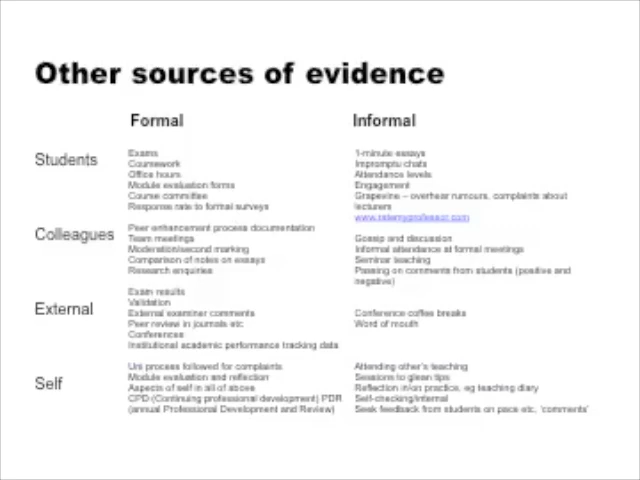 Other sources of evidence
Formal
Informal
Students
Exams
Coursework
Office hours
Module evaluation forms
Course committee
Response rate to formal surveys
1-minute essays
Impromptu chats
Attendance levels
Engagement
Grapevine – overhear rumours, complaints about
lecturers
www.ratemyprofessor.com
Colleagues
Peer enhancement process documentation
Team meetings
Moderation/second marking
Comparison of notes on essays
Research enquiries
Gossip and discussion
Informal attendance at formal meetings
Seminar teaching
Passing on comments from students (positive and
negative)
External
Exam results
Validation
External examiner comments
Peer review in journals etc
Conferences
Institutional academic performance tracking data
Conference coffee breaks
Word of mouth
Self
Uni process followed for complaints
Module evaluation and reflection
Aspects of self in all of above
CPD (Continuing professional development) PDR
(annual Professional Development and Review)
Attending other's teaching
Sessions to glean tips
Reflection in/on practice, eg teaching diary
Self-checking/internal
Seek feedback from students on pace etc, 'comments'